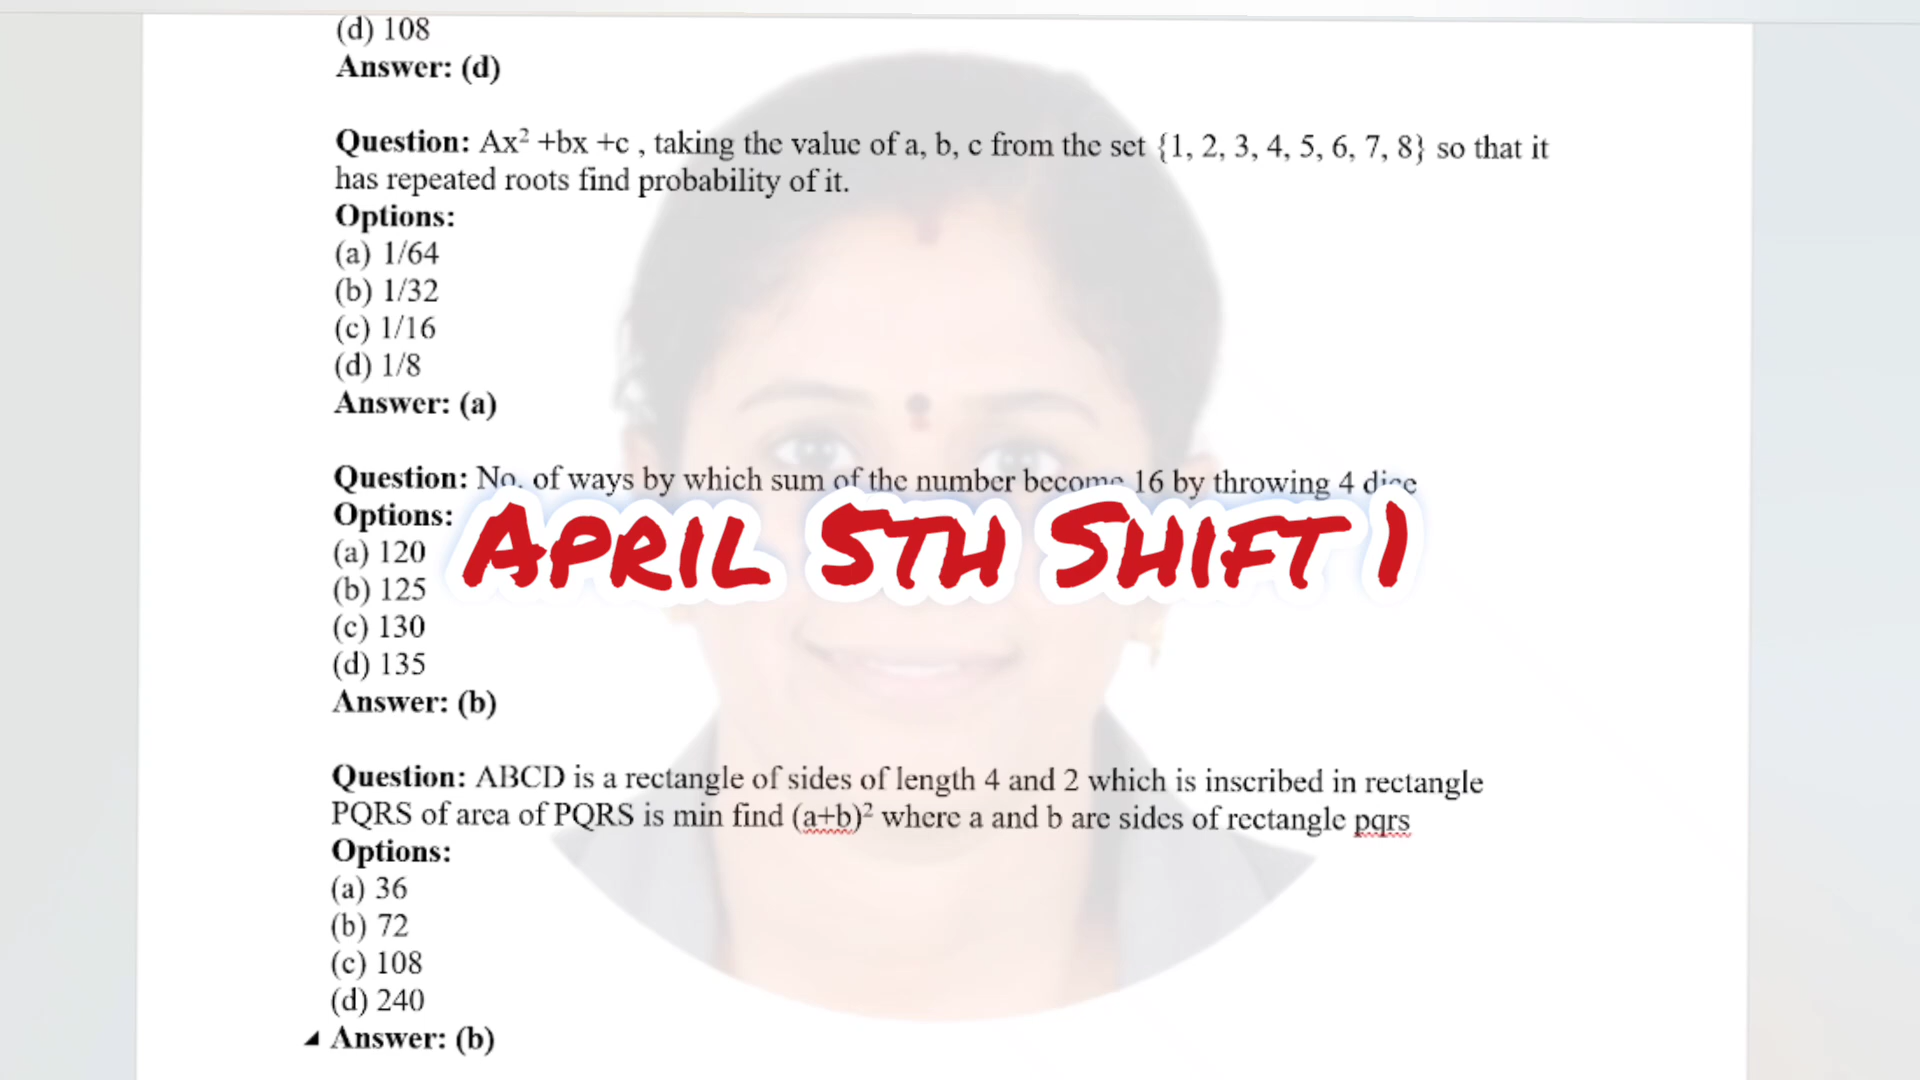 (d) 108
Answer: (d)
Question: Ax² +bx +c , taking the value of a, b, c from the set {1, 2, 3, 4, 5, 6, 7, 8} so that it
has repeated roots find probability of it.
Options:
(a) 1/64
(b) 1/32
(c) 1/16
(d) 1/8
Answer: (a)
Question: No. of ways by which sum of the number become 16 by throwing 4 dice
Options:
(a) 120
(b) 125
(c) 130
(d) 135
April 5th Shift 1
Answer: (b)
Question: ABCD is a rectangle of sides of length 4 and 2 which is inscribed in rectangle
PQRS of area of PQRS is min find (a+b)² where a and b are sides of rectangle pqrs
Options:
(a) 36
(b) 72
(c) 108
(d) 240
Answer: (b)